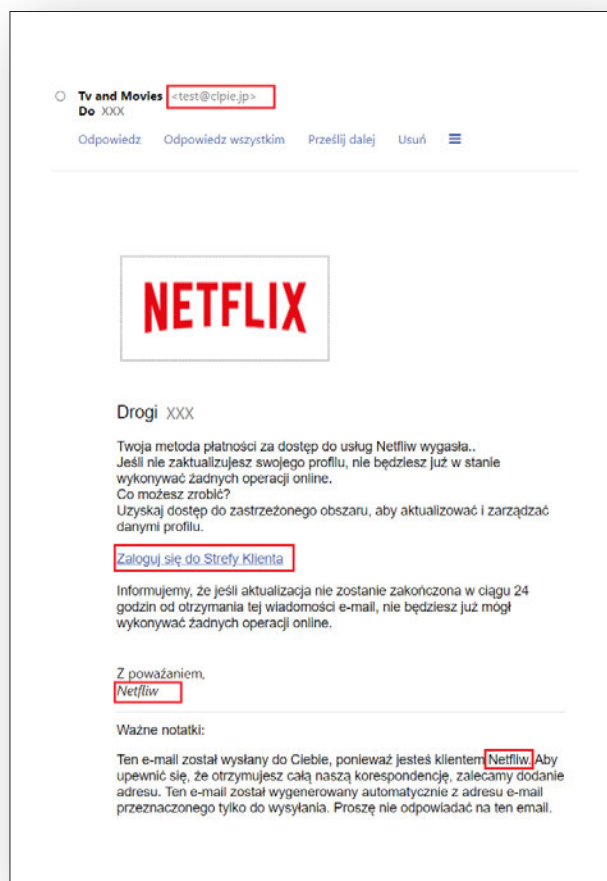 Tv and Movies <test@clpie.jp>
Do XXX
Odpowiedz Odpowiedz wszystkim Prześlij dalej Usuń
NETFLIX
Drogi XXX
Twoja metoda płatności za dostęp do usług Netfliw wygasła..
Jeśli nie zaktualizujesz swojego profilu, nie będziesz już w stanie
wykonywać żadnych operacji online.
Co możesz zrobić?
Uzyskaj dostęp do zastrzeżonego obszaru, aby aktualizować i zarządzać
danymi profilu.
Zaloguj się do Strefy Klienta
Informujemy, że jeśli aktualizacja nie zostanie zakończona w ciągu 24
godzin od otrzymania tej wiadomości e-mail, nie będziesz już mógł
wykonywać żadnych operacji online.
Z poważaniem,
Netfliw
Ważne notatki:
Ten e-mail został wysłany do Ciebie, ponieważ jesteś klientem Netfliw. Aby
upewnić się, że otrzymujesz całą naszą korespondencję, zalecamy dodanie
adresu. Ten e-mail został wygenerowany automatycznie z adresu e-mail
przeznaczonego tylko do wysyłania. Proszę nie odpowiadać na ten email.